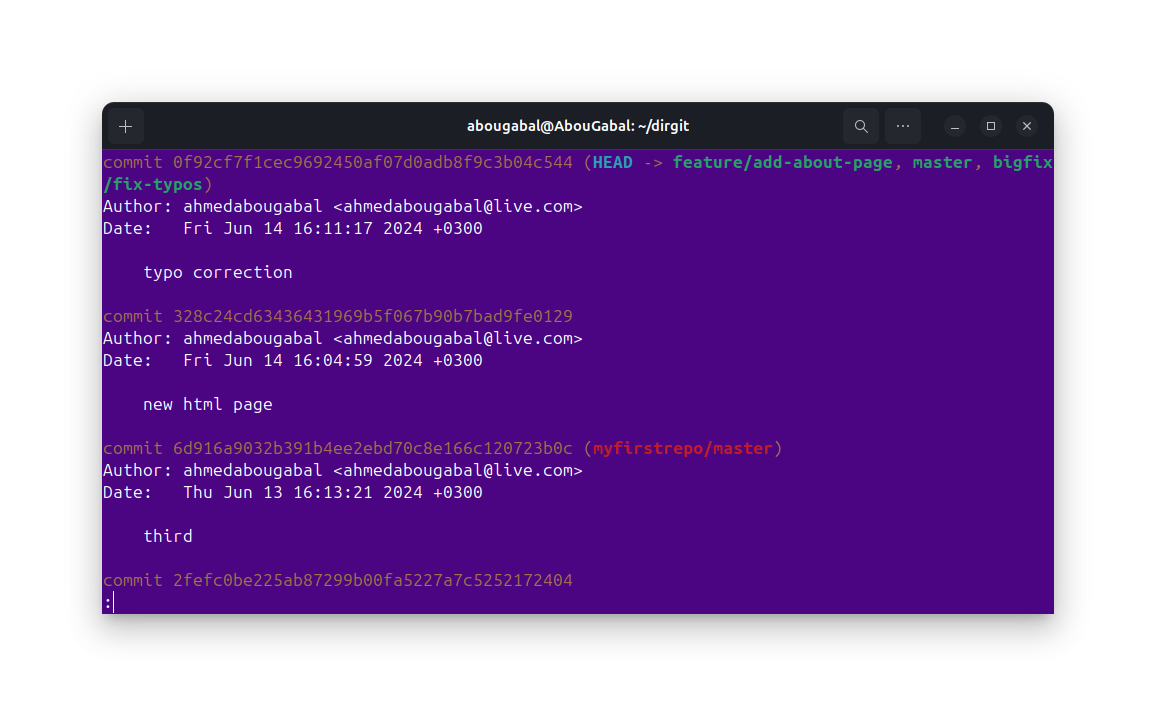 abougabal@AbouGabal: ~/dirgit
commit 0f92cf7f1cec9692450af07d0adb8f9c3b04c544 (HEAD -> feature/add-about-page, master, bigfix
/fix-typos)
Author: ahmedabougabal <ahmedabougabal@live.com>
Date:   Fri Jun 14 16:11:17 2024 +0300
typo correction
commit 328c24cd63436431969b5f067b90b7bad9fe0129
Author: ahmedabougabal <ahmedabougabal@live.com>
Date:   Fri Jun 14 16:04:59 2024 +0300
new html page
commit 6d916a9032b391b4ee2ebd70c8e166c120723b0c (myfirstrepo/master)
Author: ahmedabougabal <ahmedabougabal@live.com>
Date:   Thu Jun 13 16:13:21 2024 +0300
third
commit 2fefc0be225ab87299b00fa5227a7c5252172404
: